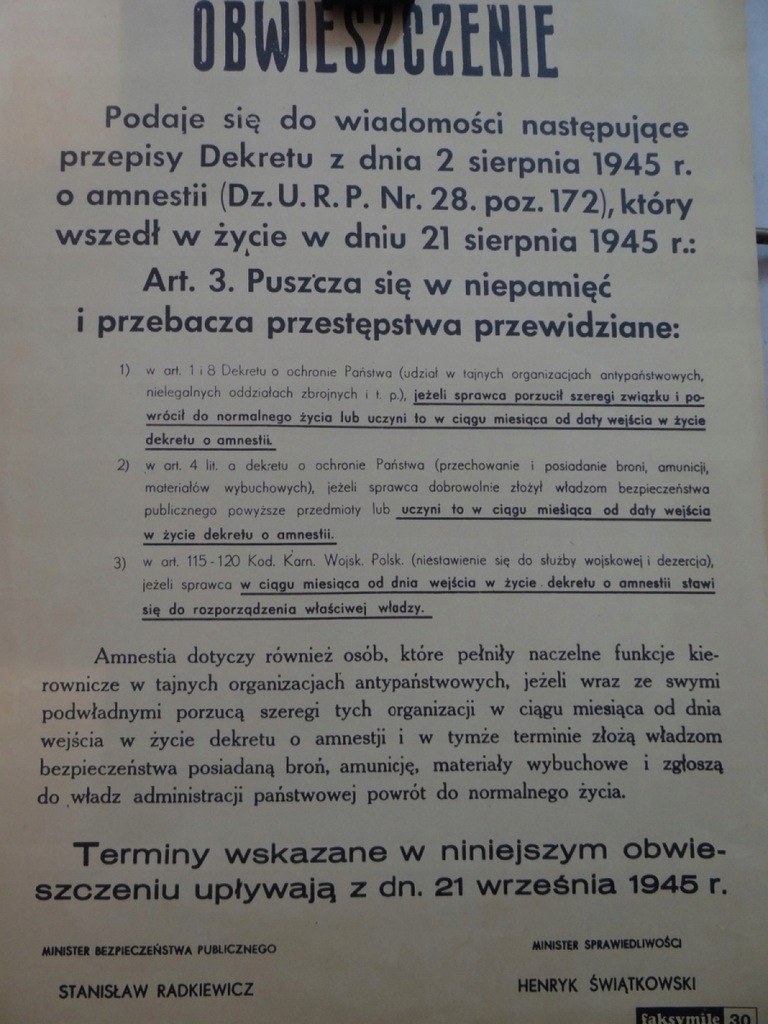 OBWIESZCZENIE
Podaje się do wiadomości następujące
przepisy Dekretu z dnia 2 sierpnia 1945 r.
o amnestii (Dz. U. R. P. Nr. 28. poz. 172), który
wszedł w życie w dniu 21 sierpnia 1945 r.:
Art. 3. Puszcza się w niepamięć
i przebacza przestępstwa przewidziane:
1) w art. 1 i 8 Dekretu o ochronie Państwa (udział w tajnych organizacjach antypaństwowych,
nielegalnych oddziałach zbrojnych i t. p.), jeżeli sprawca porzucił szeregi związku i po-
wrócił do normalnego życia lub uczyni to w ciągu miesiąca od daty wejścia w życie
dekretu o amnestii.
2) w art. 4 lit. a dekretu o ochronie Państwa (przechowanie i posiadanie broni, amunicji,
materiałów wybuchowych), jeżeli sprawca dobrowolnie złożył władzom bezpieczeństwa
publicznego powyższe przedmioty lub uczyni to w ciągu miesiąca od daty wejścia
w życie dekretu o amnestii.
3) w art. 115-120 Kod. Karn. Wojsk. Polsk. (niestawienie się do służby wojskowej i dezercja),
jeżeli sprawca w ciągu miesiąca od dnia wejścia w życie dekretu o amnestii stawi
się do rozporządzenia właściwej władzy.
Amnestia dotyczy również osób, które pełniły naczelne funkcje kie-
rownicze w tajnych organizacjach antypaństwowych, jeżeli wraz ze swymi
podwładnymi porzucą szeregi tych organizacji w ciągu miesiąca od dnia
wejścia w życie dekretu o amnestji i w tymże terminie złożą władzom
bezpieczeństwa posiadaną broń, amunicję, materiały wybuchowe i zgłoszą
do władz administracji państwowej powrót do normalnego życia.
Terminy wskazane w niniejszym obwie-
szczeniu upływają z dn. 21 września 1945 r.
MINISTER BEZPIECZEŃSTWA PUBLICZNEGO
STANISŁAW RADKIEWICZ
MINISTER SPRAWIEDLIWOŚCI
HENRYK ŚWIĄTKOWSKI
faksymile 30